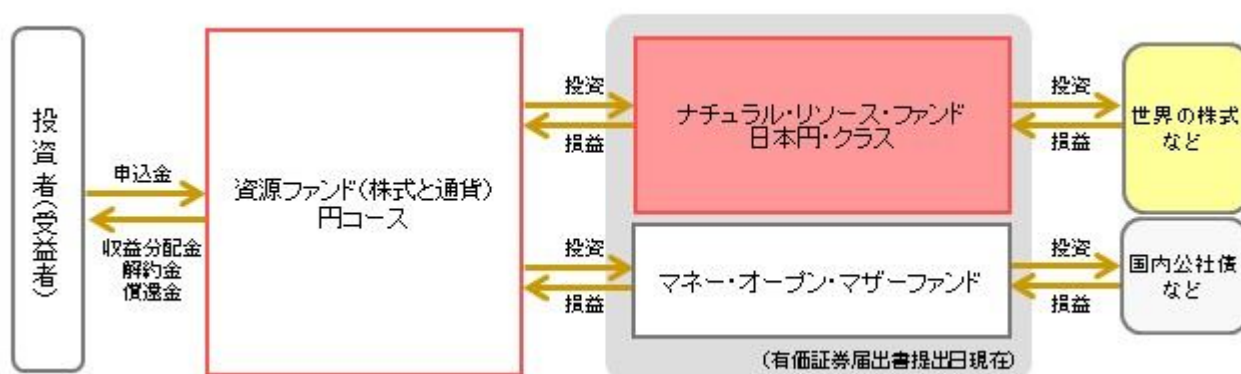 投資者(受益者)
申込金
収益分配金
解約金
償還金
資源ファンド(株式と通貨)
円コース
投資
損益
投資
損益
ナチュラル・リソース・ファンド
日本円・クラス
マネー・オープン・マザーファンド
(有価証券届出書提出日現在)
投資
損益
投資
損益
世界の株式
など
国内公社債
など